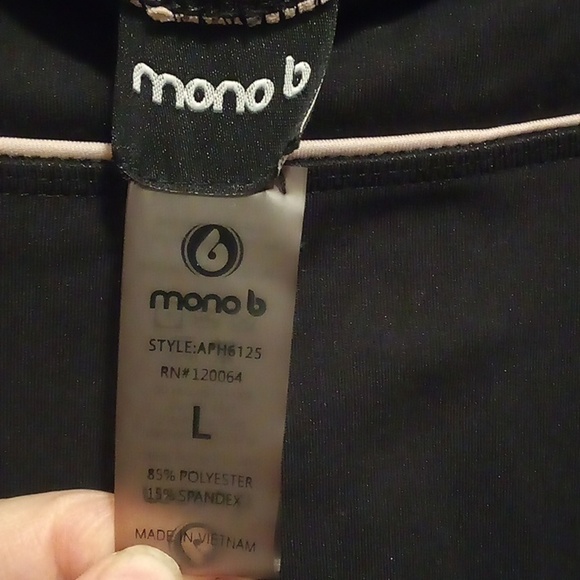 mono b
mono b
STYLE:APH6125
RN#120064
L
85% POLYESTER
15% SPANDEX
MADE IN VIETNAM